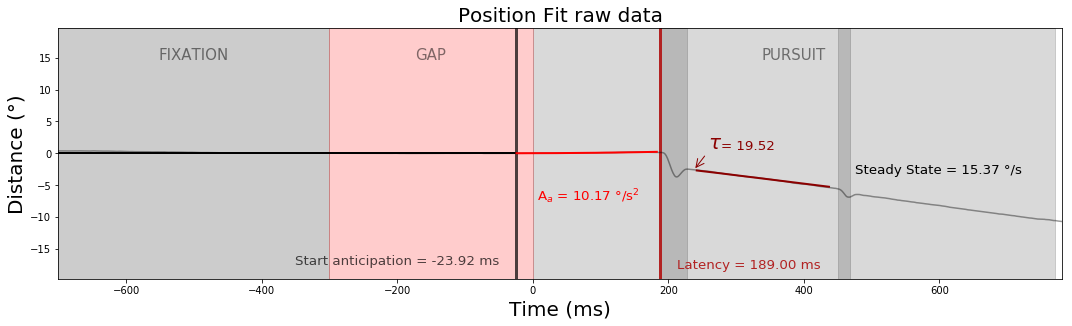 Position Fit raw data
FIXATION
GAP
PURSUIT
15
10
5
0
−5
−10
−15
Distance (°)
τ = 19.52
Steady State = 15.37 °/s
Aₐ = 10.17 °/s²
Start anticipation = -23.92 ms
Latency = 189.00 ms
−600
−400
−200
0
200
400
600
Time (ms)